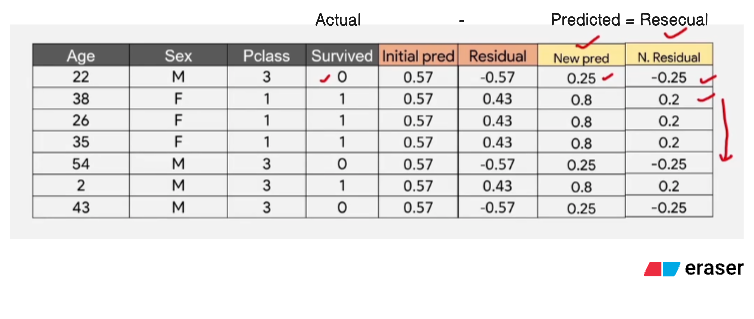 Actual - Predicted = Resecual
Age Sex Pclass Survived Initial pred Residual New pred N. Residual
22 M 3 0 0.57 -0.57 0.25 -0.25
38 F 1 1 0.57 0.43 0.8 0.2
26 F 1 1 0.57 0.43 0.8 0.2
35 F 1 1 0.57 0.43 0.8 0.2
54 M 3 0 0.57 -0.57 0.25 -0.25
2 M 3 1 0.57 0.43 0.8 0.2
43 M 3 0 0.57 -0.57 0.25 -0.25
eraser